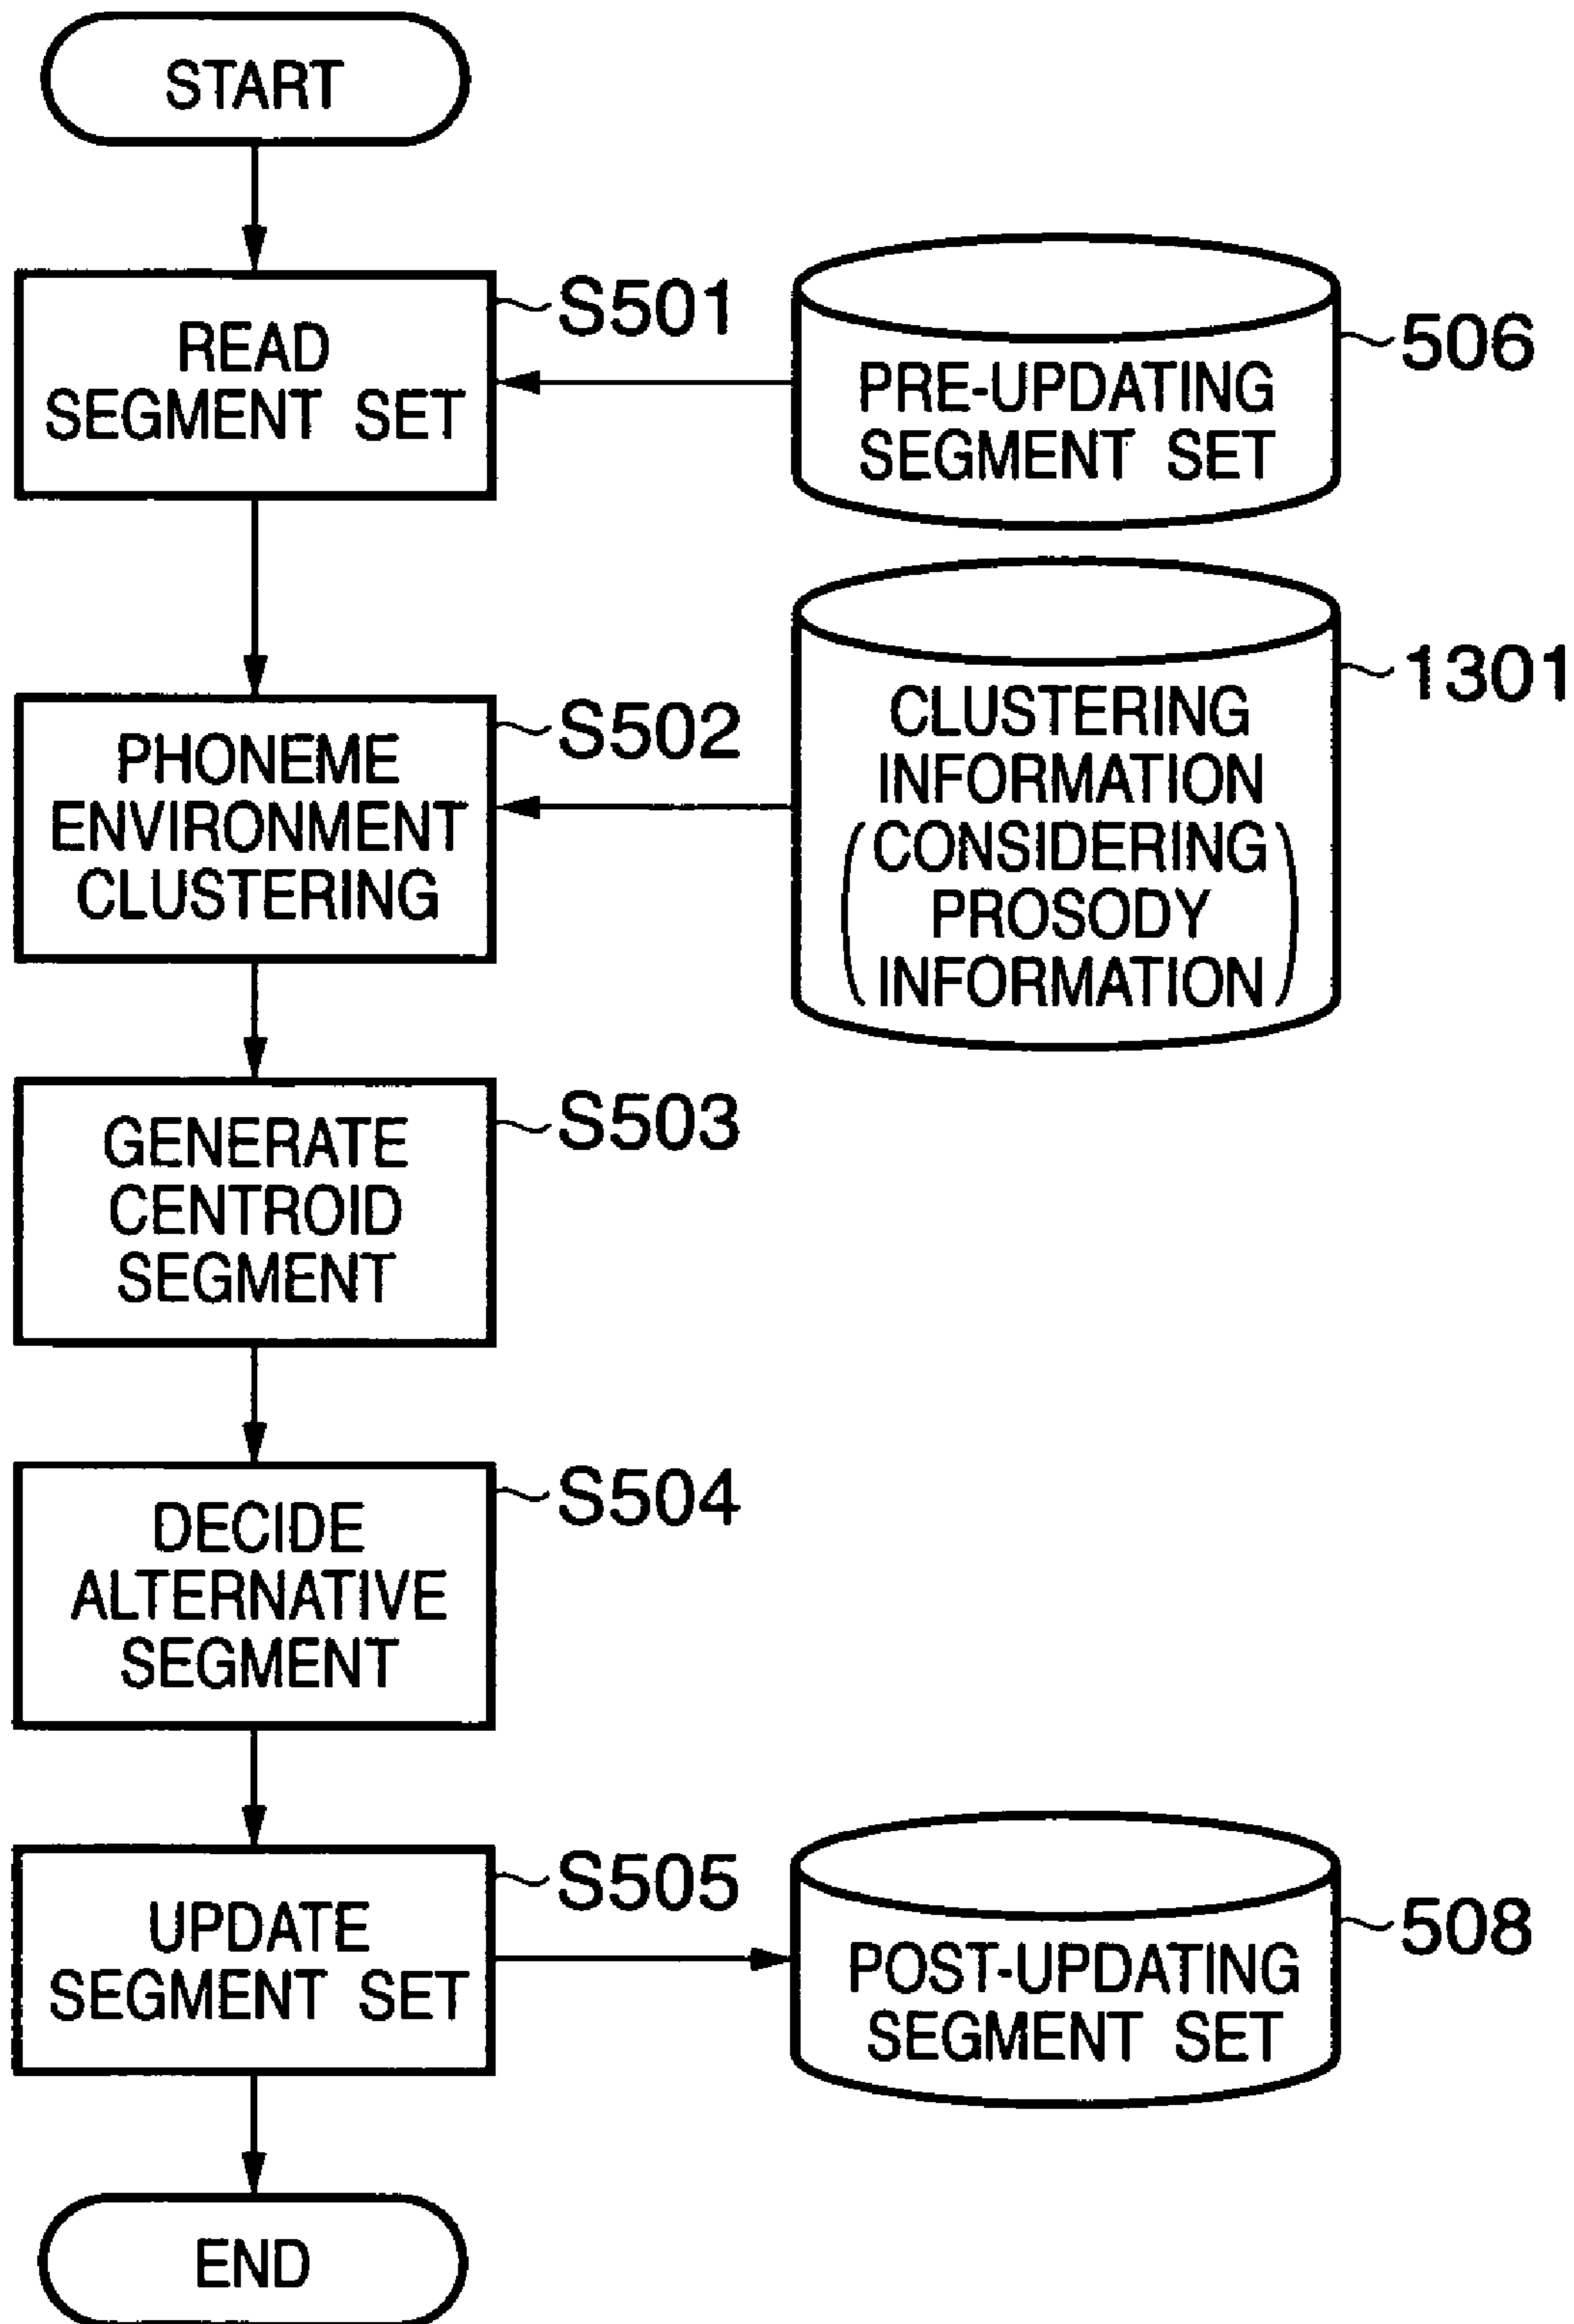 START
READ
SEGMENT SET
S501
PRE-UPDATING
SEGMENT SET
506
PHONEME
ENVIRONMENT
CLUSTERING
S502
CLUSTERING
INFORMATION
(CONSIDERING
PROSODY
INFORMATION)
1301
GENERATE
CENTROID
SEGMENT
S503
DECIDE
ALTERNATIVE
SEGMENT
S504
UPDATE
SEGMENT SET
S505
POST-UPDATING
SEGMENT SET
508
END